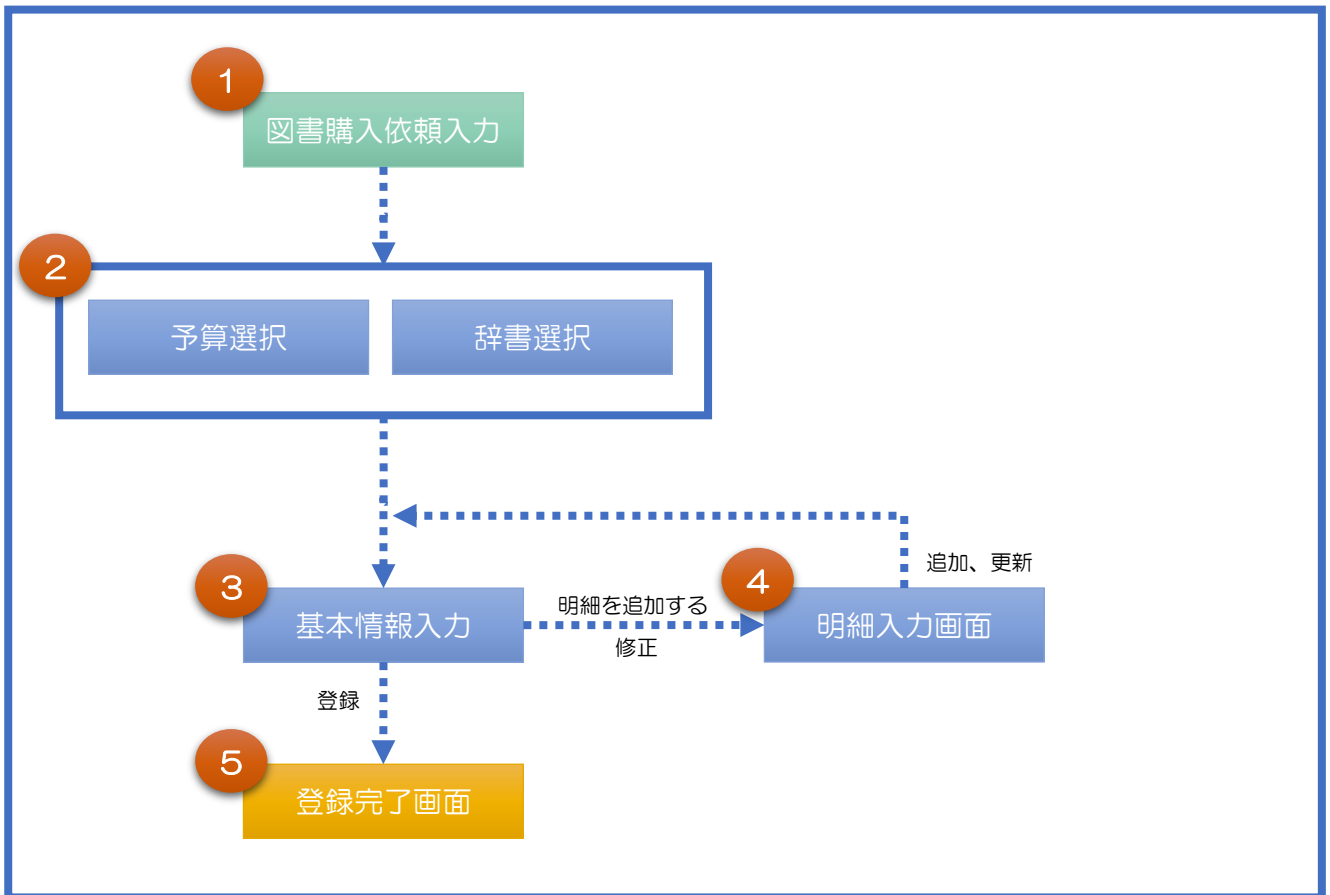 １
図書購入依頼入力
２
予算選択
辞書選択
追加、更新
３
基本情報入力
明細を追加する
修正
４
明細入力画面
登録
５
登録完了画面